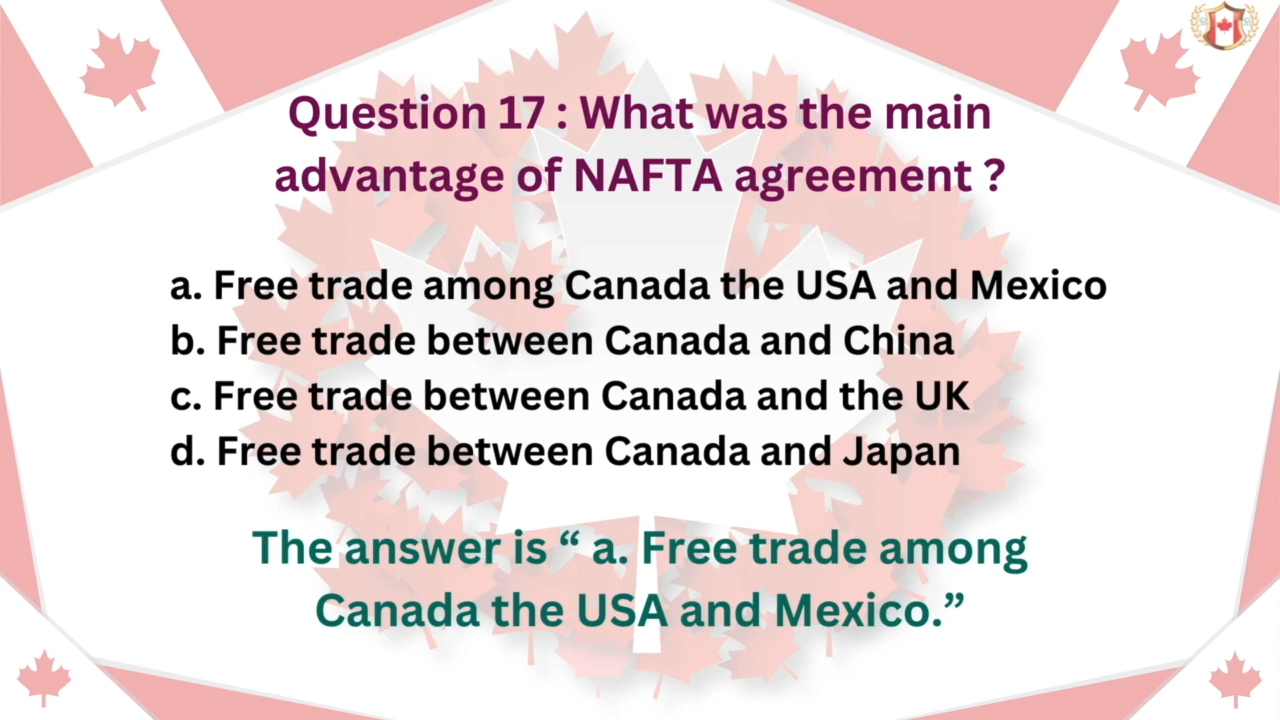 Question 17 : What was the main
advantage of NAFTA agreement ?
a. Free trade among Canada the USA and Mexico
b. Free trade between Canada and China
c. Free trade between Canada and the UK
d. Free trade between Canada and Japan
The answer is “ a. Free trade among
Canada the USA and Mexico.”